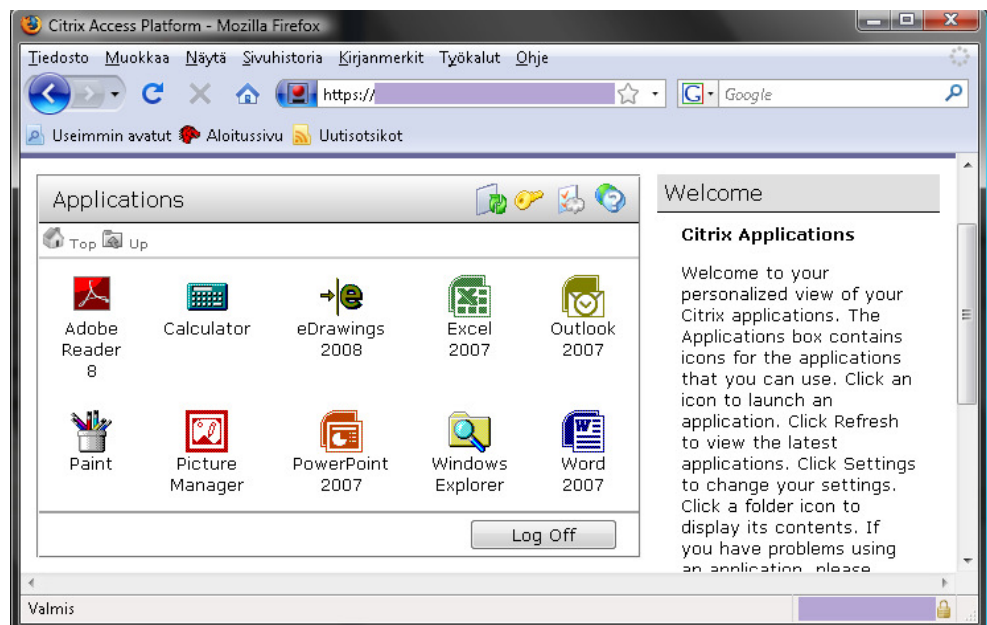 Citrix Access Platform - Mozilla Firefox
Tiedosto Muokkaa Näytä Sivuhistoria Kirjanmerkit Työkalut Ohje
https://
G Google
Useimmin avatut Aloitussivu Uutisotsikot
Applications
Top Up
Adobe Reader 8
Calculator
eDrawings 2008
Excel 2007
Outlook 2007
Paint
Picture Manager
PowerPoint 2007
Windows Explorer
Word 2007
Log Off
Welcome
Citrix Applications
Welcome to your
personalized view of your
Citrix applications. The
Applications box contains
icons for the applications
that you can use. Click an
icon to launch an
application. Click Refresh
to view the latest
applications. Click Settings
to change your settings.
Click a folder icon to
display its contents. If
you have problems using
an application, please
Valmis